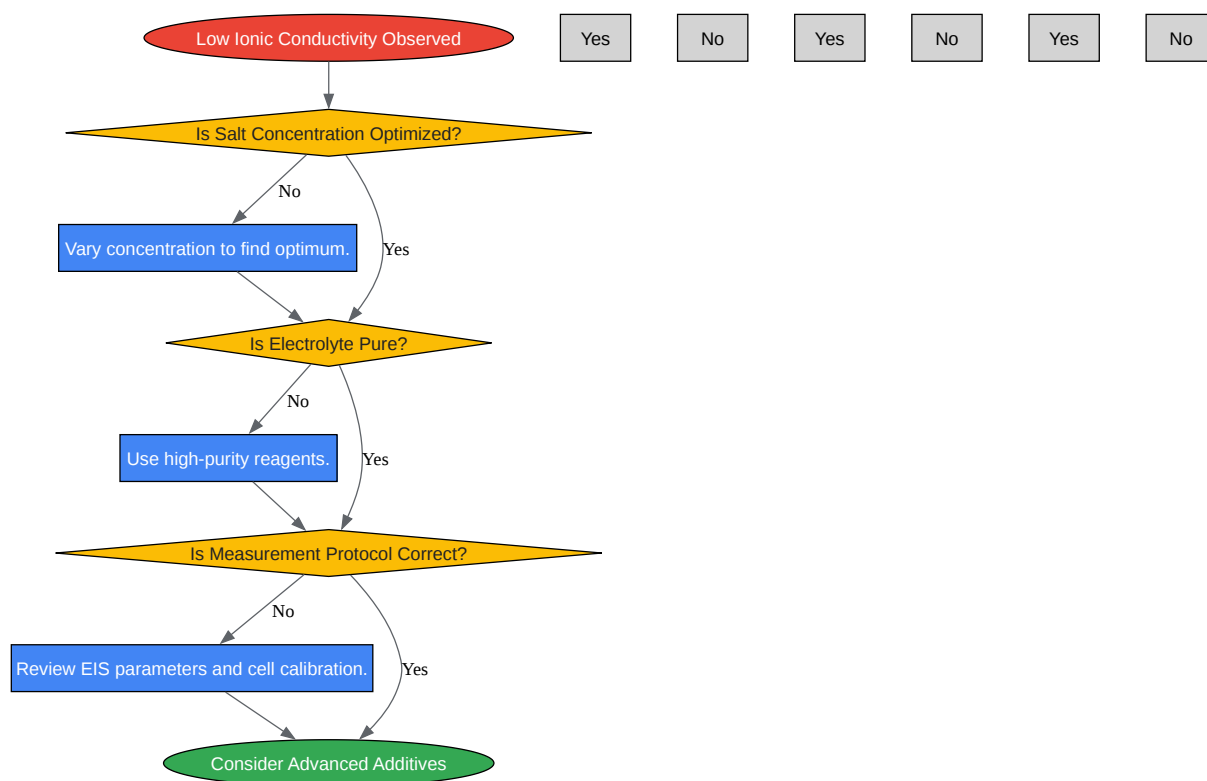 Low Ionic Conductivity Observed
Yes
No
Yes
No
Yes
No
Is Salt Concentration Optimized?
No
Vary concentration to find optimum.
Yes
Is Electrolyte Pure?
No
Use high-purity reagents.
Yes
Is Measurement Protocol Correct?
No
Review EIS parameters and cell calibration.
Yes
Consider Advanced Additives